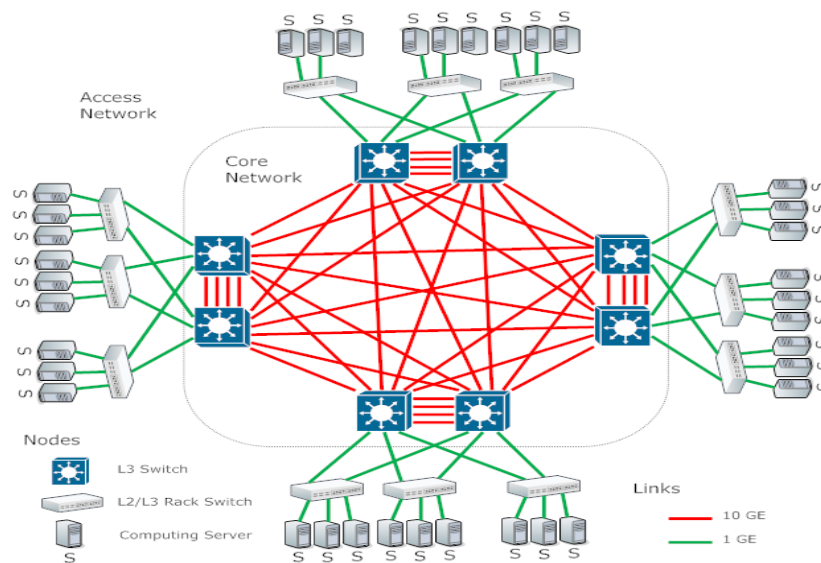 S S S S S S S S S
Access
Network
Core
Network
S S
S S
S S
S S
S S
S S
S S
S S
S S
Nodes
L3 Switch
L2/L3 Rack Switch
Computing Server
S
S S S S S S S S S
Links
10 GE
1 GE